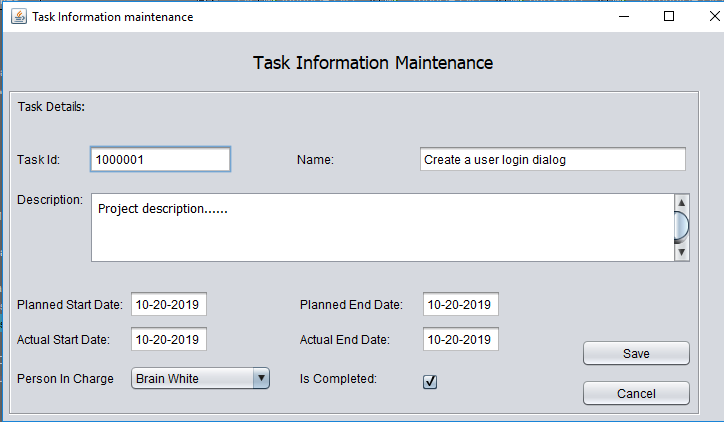 Task Information maintenance
Task Information Maintenance
Task Details:
Task Id: 1000001 Name: Create a user login dialog
Description: Project description......
Planned Start Date: 10-20-2019 Planned End Date: 10-20-2019
Actual Start Date: 10-20-2019 Actual End Date: 10-20-2019
Save
Person In Charge Brain White Is Completed:
Cancel